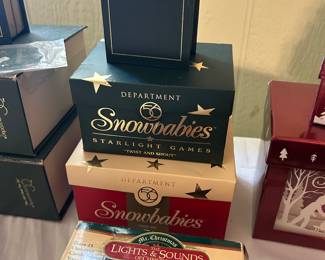 DEPARTMENT
56
Snowbabies
STARLIGHT GAMES
"TWIST AND SHOUT"
DEPARTMENT
56
Snowbabies
Mr. Christmas
LIGHTS & SOUNDS